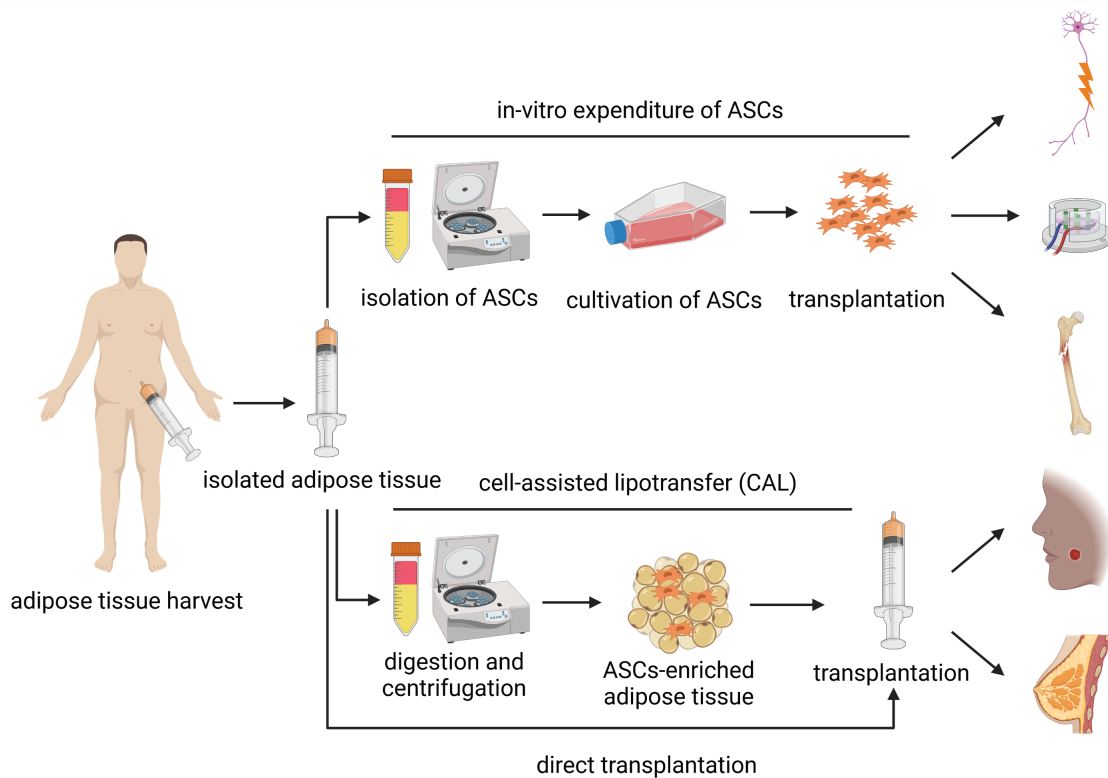 in-vitro expenditure of ASCs
isolation of ASCs
cultivation of ASCs
transplantation
isolated adipose tissue
adipose tissue harvest
cell-assisted lipotransfer (CAL)
digestion and
centrifugation
ASCs-enriched
adipose tissue
transplantation
direct transplantation